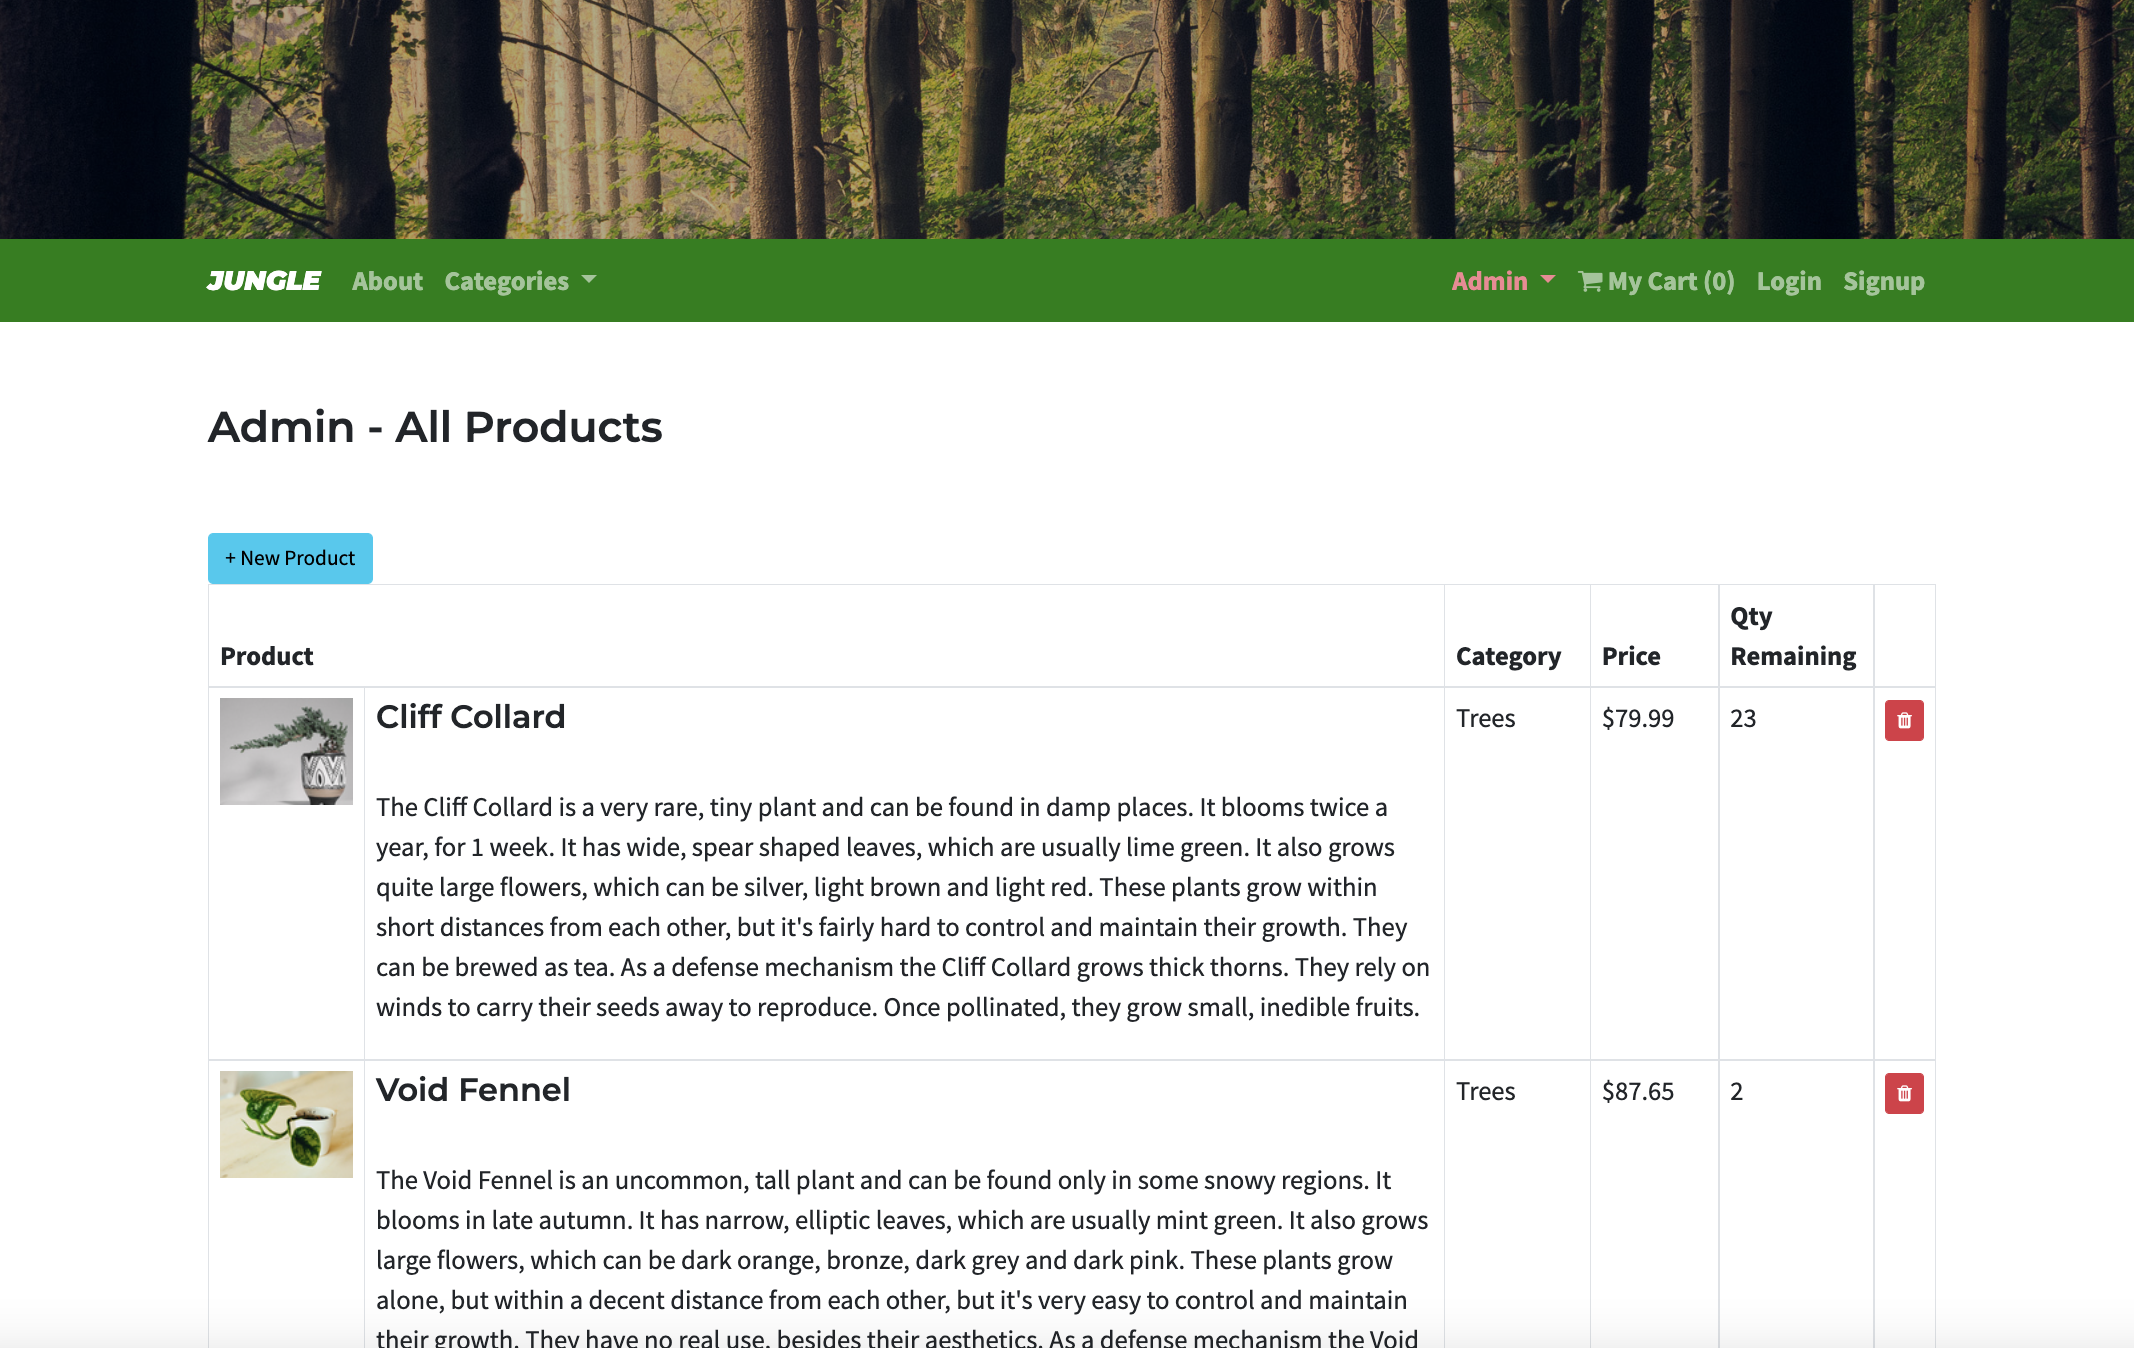 JUNGLE About Categories Admin My Cart (0) Login Signup
Admin - All Products
+ New Product
Product Category Price Qty Remaining
Cliff Collard Trees $79.99 23
The Cliff Collard is a very rare, tiny plant and can be found in damp places. It blooms twice a
year, for 1 week. It has wide, spear shaped leaves, which are usually lime green. It also grows
quite large flowers, which can be silver, light brown and light red. These plants grow within
short distances from each other, but it's fairly hard to control and maintain their growth. They
can be brewed as tea. As a defense mechanism the Cliff Collard grows thick thorns. They rely on
winds to carry their seeds away to reproduce. Once pollinated, they grow small, inedible fruits.
Void Fennel Trees $87.65 2
The Void Fennel is an uncommon, tall plant and can be found only in some snowy regions. It
blooms in late autumn. It has narrow, elliptic leaves, which are usually mint green. It also grows
large flowers, which can be dark orange, bronze, dark grey and dark pink. These plants grow
alone, but within a decent distance from each other, but it's very easy to control and maintain
their growth. They have no real use, besides their aesthetics. As a defense mechanism the Void